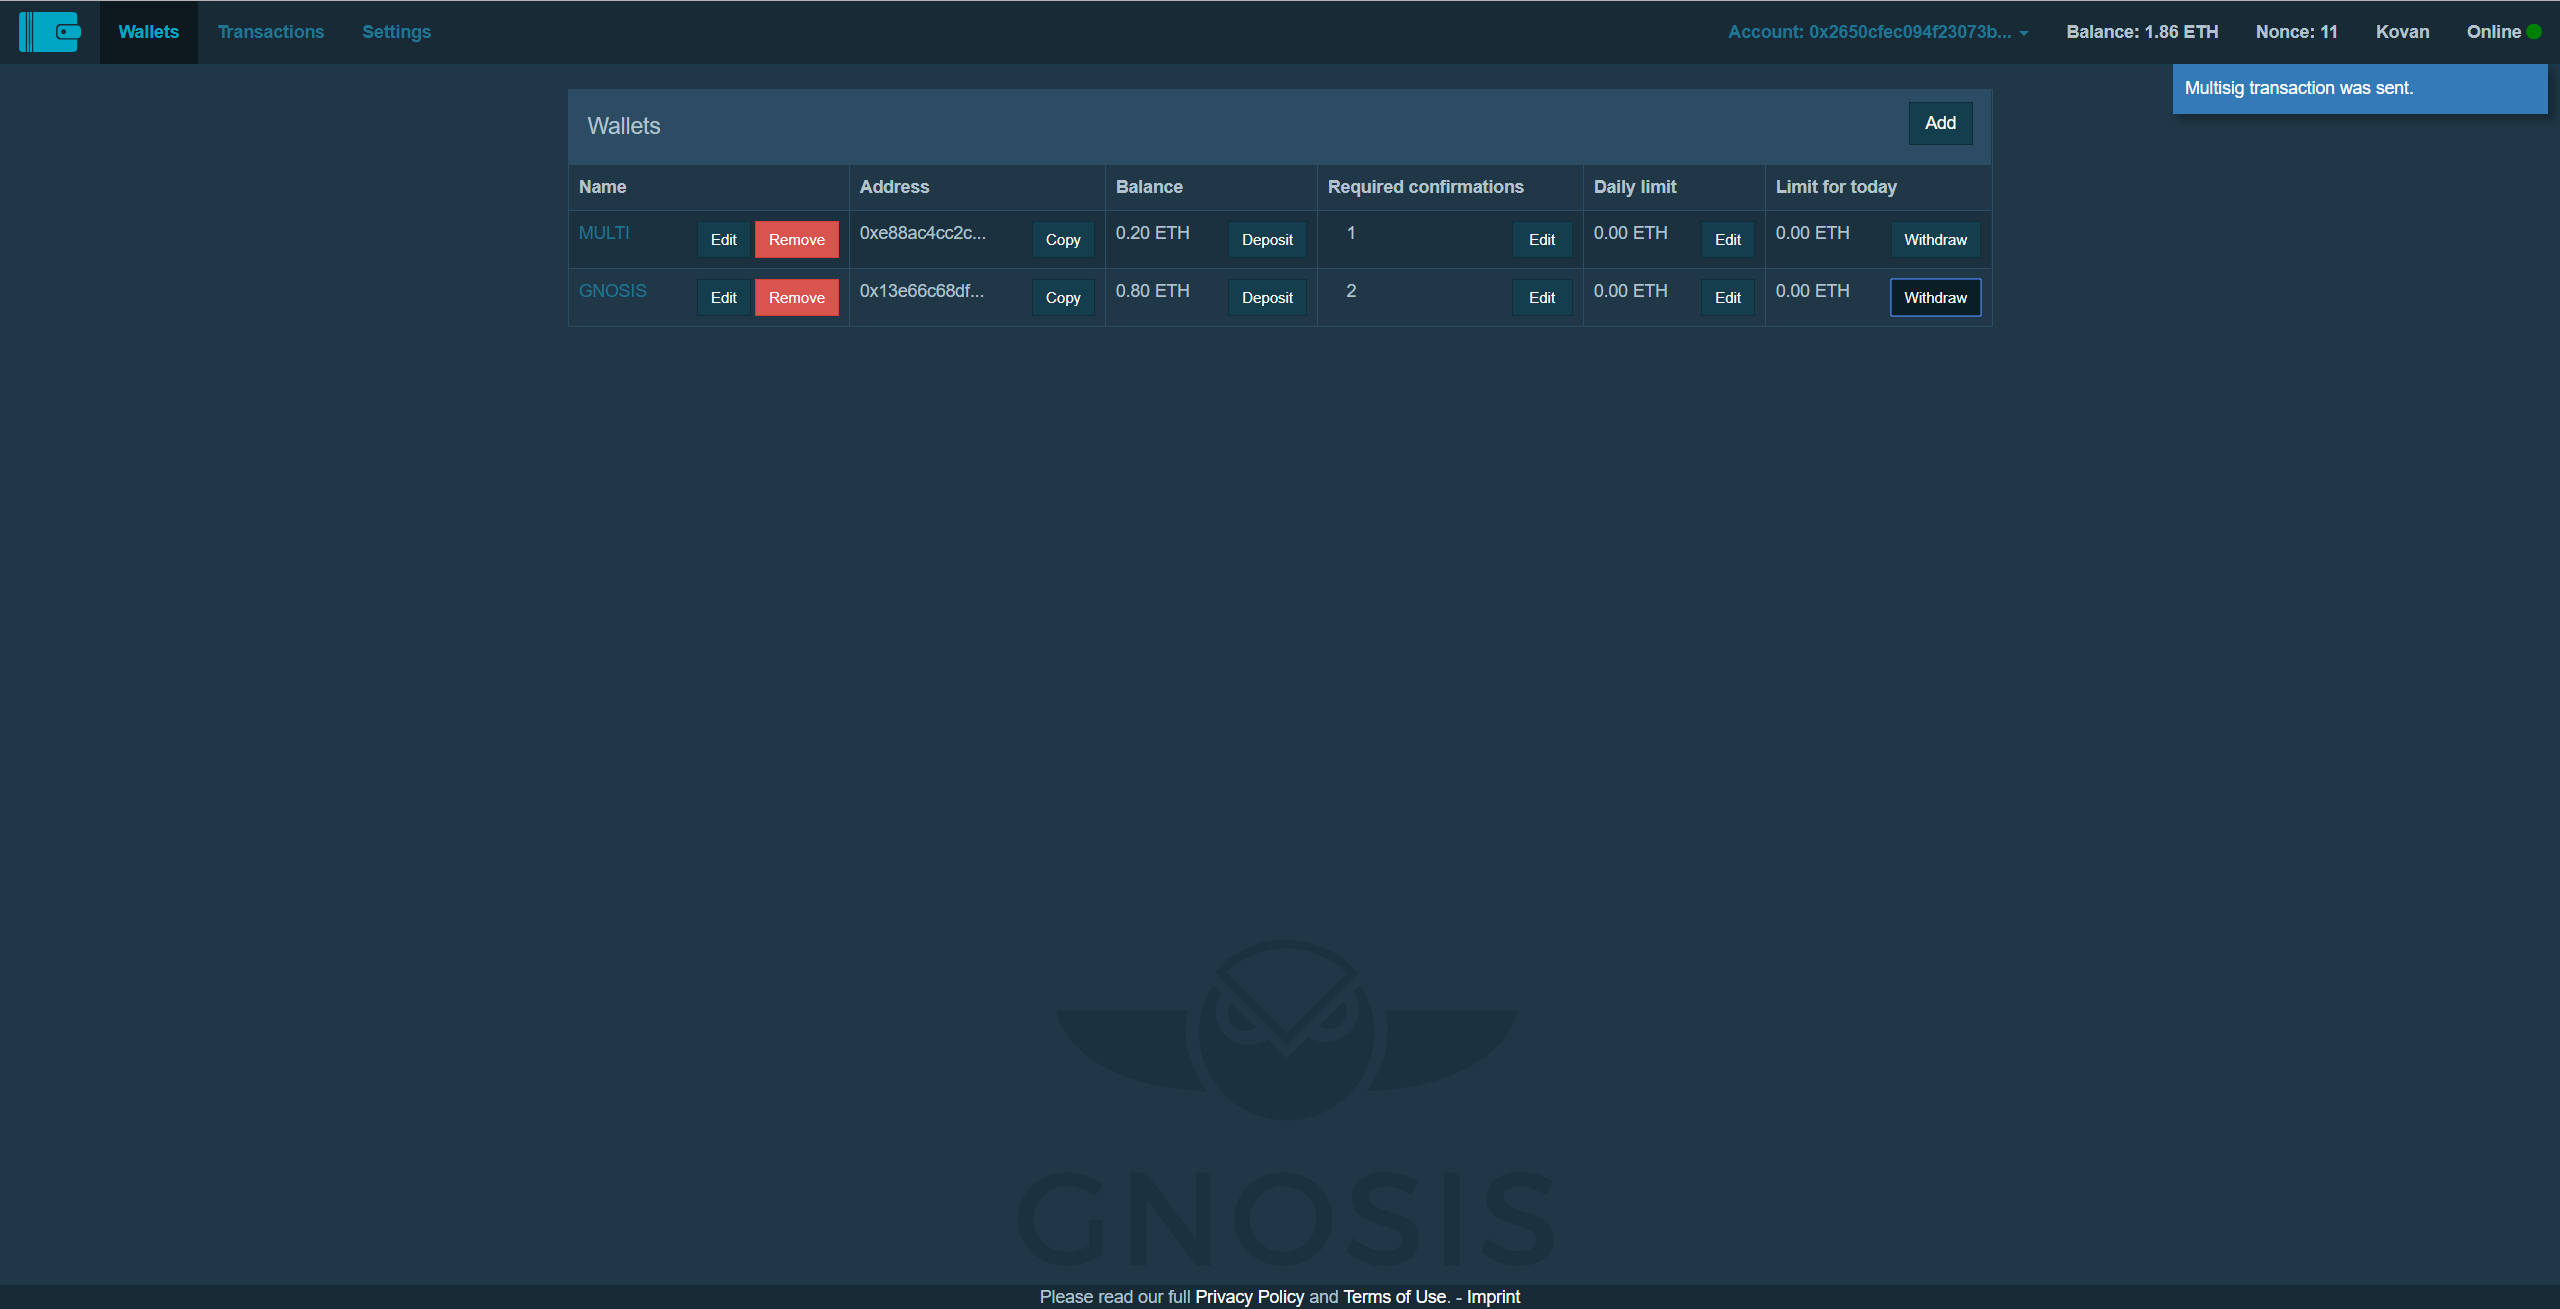 Wallets Transactions Settings Account: 0x2650cfec094f23073b... Balance: 1.86 ETH Nonce: 11 Kovan Online
Multisig transaction was sent.
Wallets Add
Name Address Balance Required confirmations Daily limit Limit for today
MULTI Edit Remove 0xe88ac4cc2c... Copy 0.20 ETH Deposit 1 Edit 0.00 ETH Edit 0.00 ETH Withdraw
GNOSIS Edit Remove 0x13e66c68df... Copy 0.80 ETH Deposit 2 Edit 0.00 ETH Edit 0.00 ETH Withdraw
GNOSIS
Please read our full Privacy Policy and Terms of Use. - Imprint